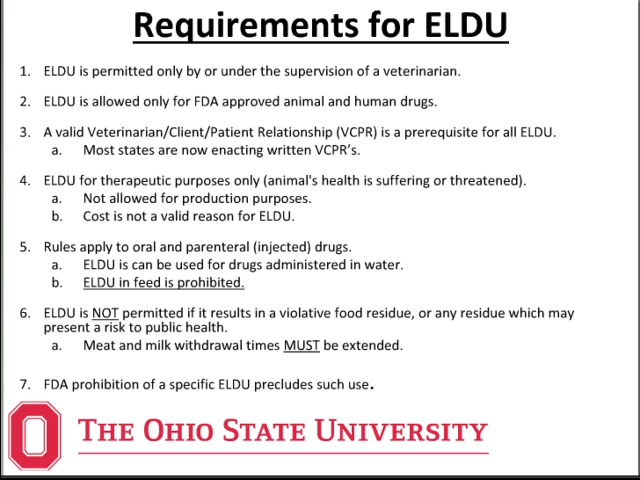 Requirements for ELDU
1. ELDU is permitted only by or under the supervision of a veterinarian.
2. ELDU is allowed only for FDA approved animal and human drugs.
3. A valid Veterinarian/Client/Patient Relationship (VCPR) is a prerequisite for all ELDU.
a. Most states are now enacting written VCPR's.
4. ELDU for therapeutic purposes only (animal's health is suffering or threatened).
a. Not allowed for production purposes.
b. Cost is not a valid reason for ELDU.
5. Rules apply to oral and parenteral (injected) drugs.
a. ELDU is can be used for drugs administered in water.
b. ELDU in feed is prohibited.
6. ELDU is NOT permitted if it results in a violative food residue, or any residue which may
present a risk to public health.
a. Meat and milk withdrawal times MUST be extended.
7. FDA prohibition of a specific ELDU precludes such use.
THE OHIO STATE UNIVERSITY